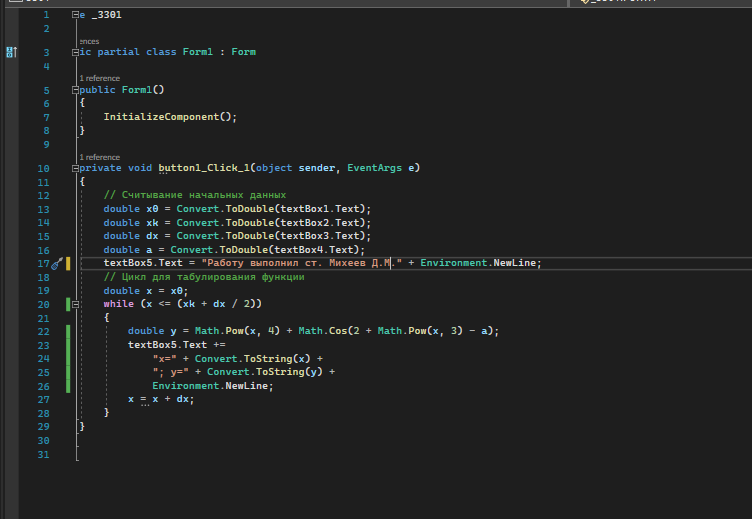 1 e _3301
2
ences
3 ic partial class Form1 : Form
4
1 reference
5 public Form1()
6 {
7 InitializeComponent();
8 }
9
1 reference
10 private void button1_Click_1(object sender, EventArgs e)
11 {
12 // Считывание начальных данных
13 double x0 = Convert.ToDouble(textBox1.Text);
14 double xk = Convert.ToDouble(textBox2.Text);
15 double dx = Convert.ToDouble(textBox3.Text);
16 double a = Convert.ToDouble(textBox4.Text);
17 textBox5.Text = "Работу выполнил ст. Михеев Д.М." + Environment.NewLine;
18 // Цикл для табулирования функции
19 double x = x0;
20 while (x <= (xk + dx / 2))
21 {
22 double y = Math.Pow(x, 4) + Math.Cos(2 + Math.Pow(x, 3) - a);
23 textBox5.Text +=
24 "x=" + Convert.ToString(x) +
25 "; y=" + Convert.ToString(y) +
26 Environment.NewLine;
27 x = x + dx;
28 }
29 }
30
31